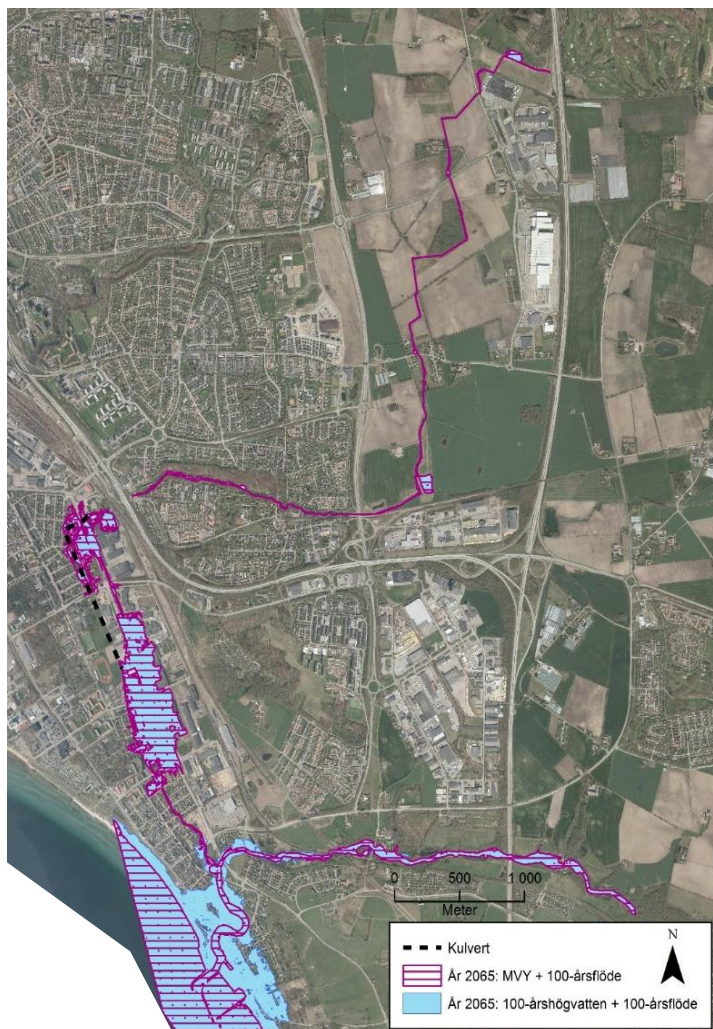 0 500 1 000
Meter
N
Kulvert
År 2065: MVY + 100-årsflöde
År 2065: 100-årshögvatten + 100-årsflöde